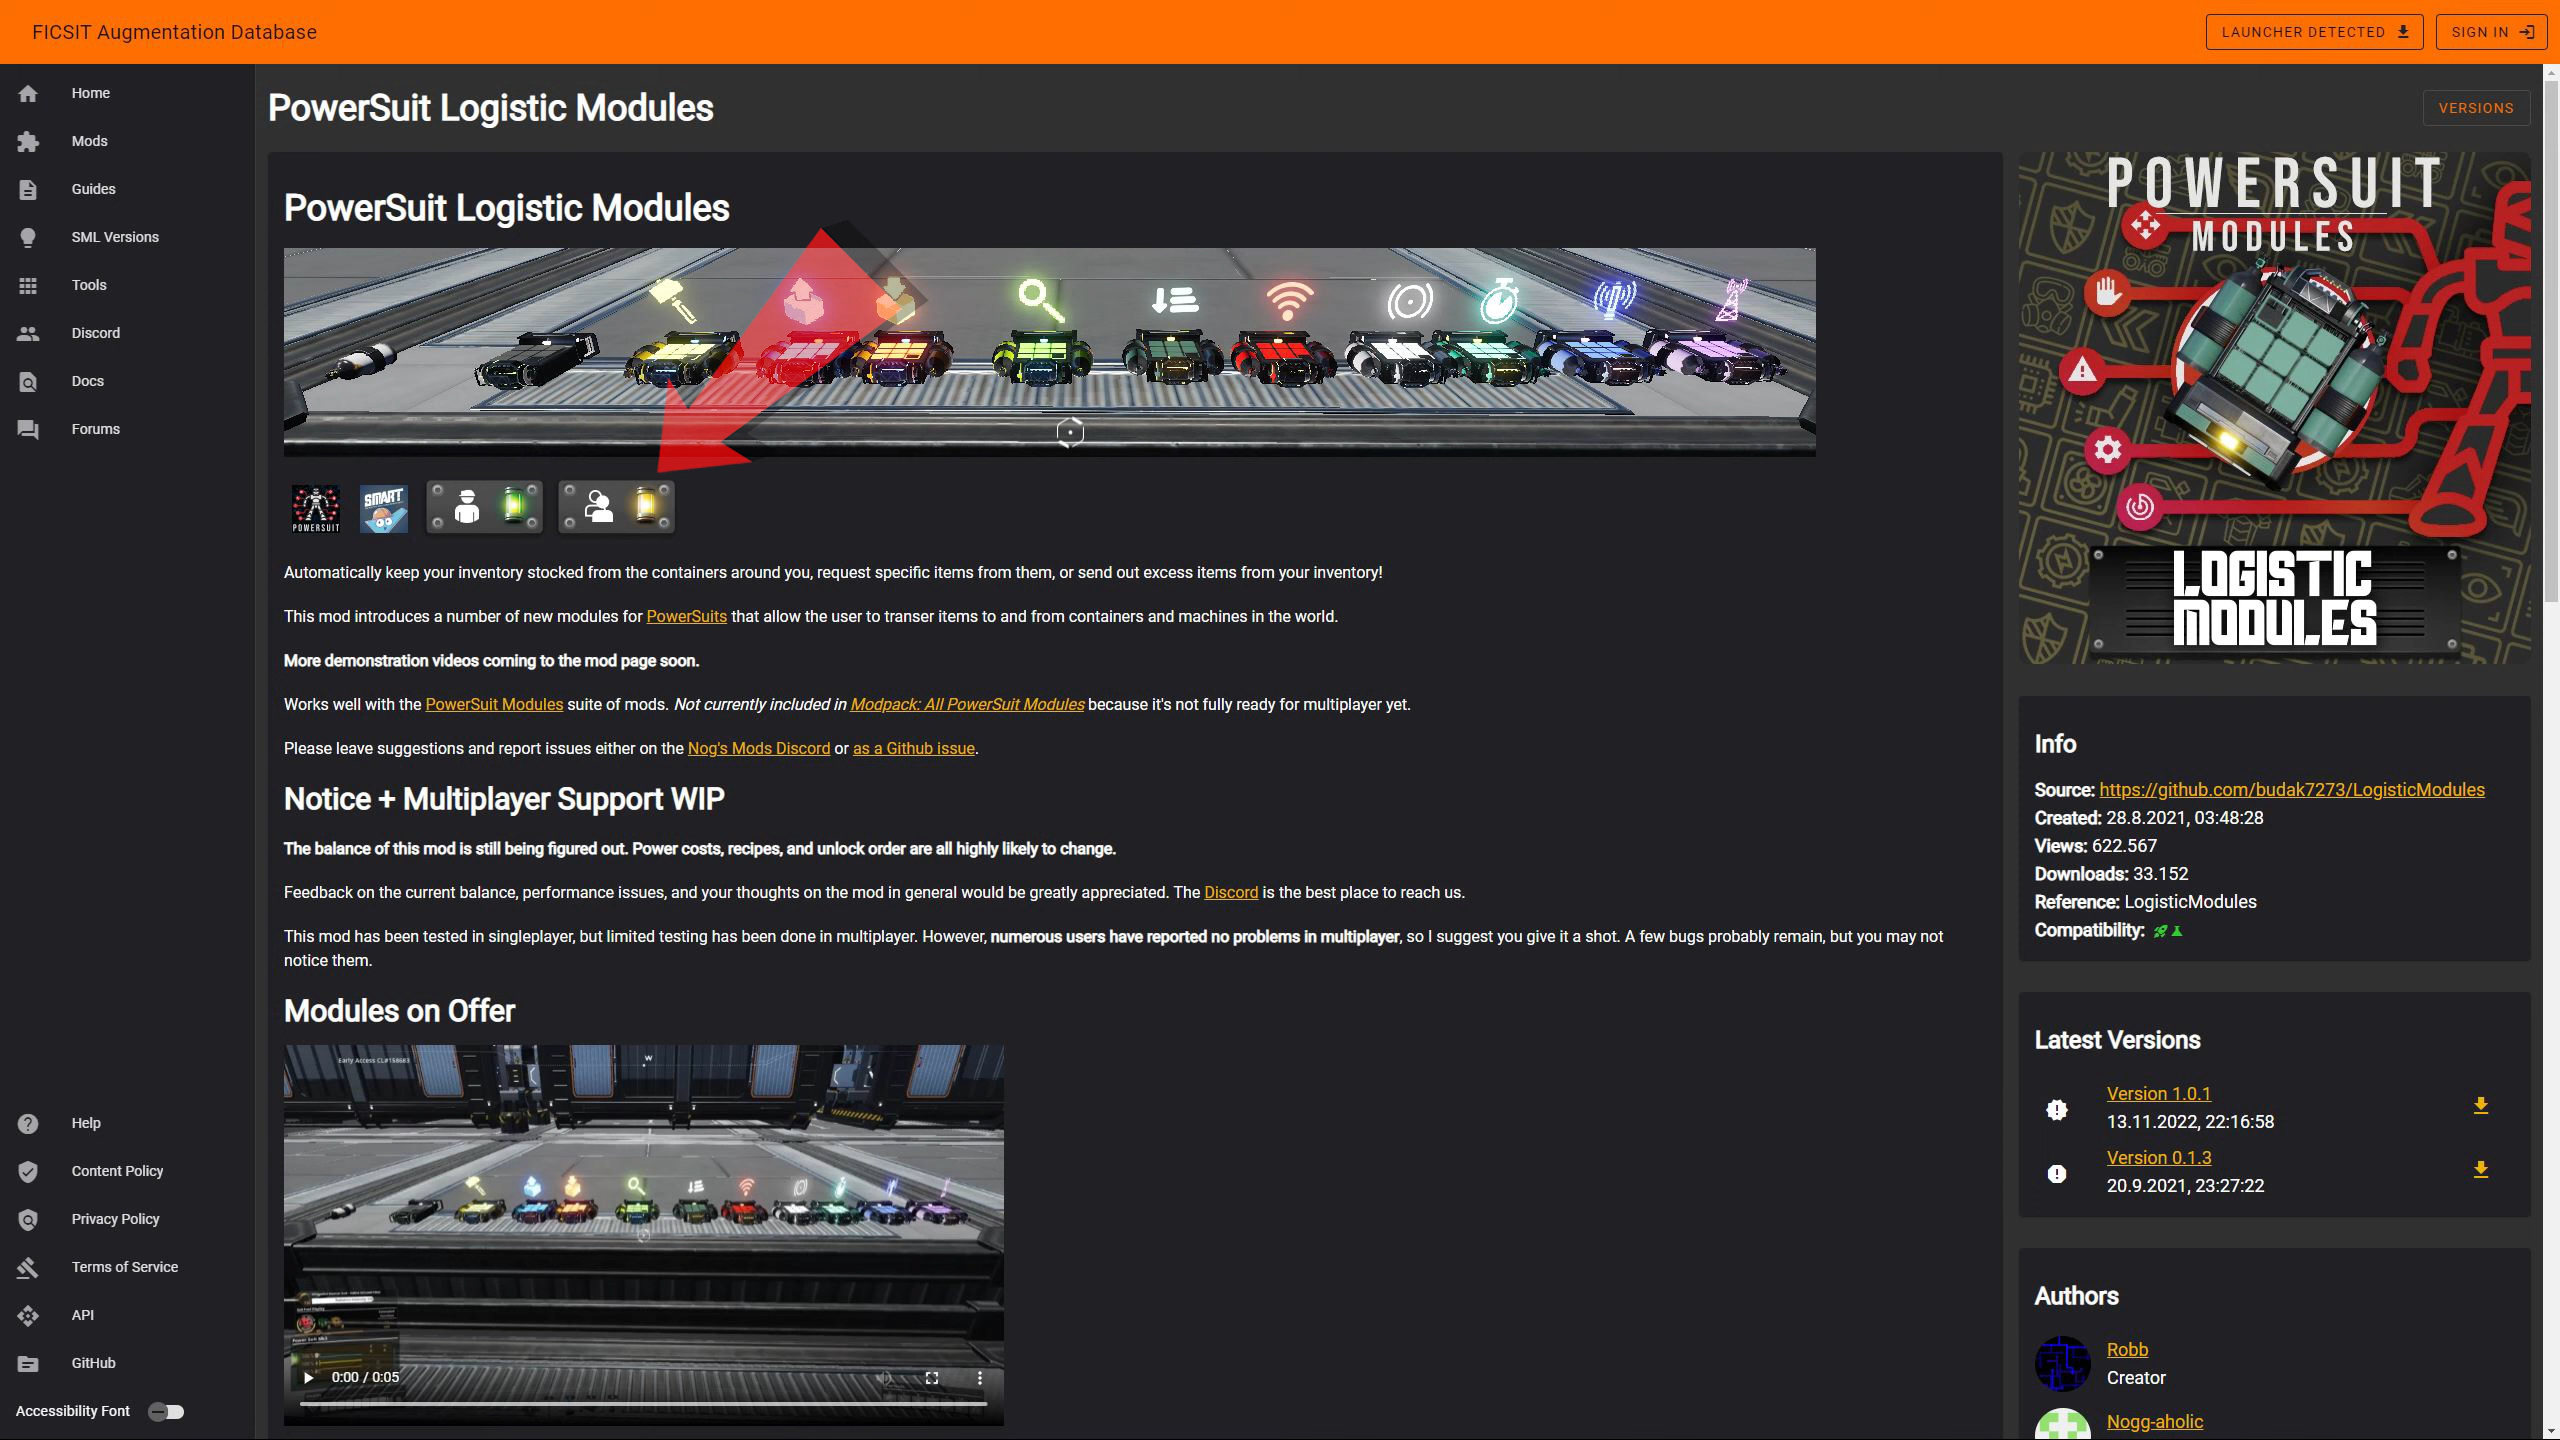 FICSIT Augmentation Database
LAUNCHER DETECTED
SIGN IN
Home
Mods
Guides
SML Versions
Tools
Discord
Docs
Forums
Help
Content Policy
Privacy Policy
Terms of Service
API
GitHub
Accessibility Font
PowerSuit Logistic Modules
VERSIONS
PowerSuit Logistic Modules
POWERSUIT
SMART
Automatically keep your inventory stocked from the containers around you, request specific items from them, or send out excess items from your inventory!
This mod introduces a number of new modules for PowerSuits that allow the user to transer items to and from containers and machines in the world.
More demonstration videos coming to the mod page soon.
Works well with the PowerSuit Modules suite of mods. Not currently included in Modpack: All PowerSuit Modules because it's not fully ready for multiplayer yet.
Please leave suggestions and report issues either on the Nog's Mods Discord or as a Github issue.
Notice + Multiplayer Support WIP
The balance of this mod is still being figured out. Power costs, recipes, and unlock order are all highly likely to change.
Feedback on the current balance, performance issues, and your thoughts on the mod in general would be greatly appreciated. The Discord is the best place to reach us.
This mod has been tested in singleplayer, but limited testing has been done in multiplayer. However, numerous users have reported no problems in multiplayer, so I suggest you give it a shot. A few bugs probably remain, but you may not
notice them.
Modules on Offer
Early Access CL#158683
W
0:00 / 0:05
POWERSUIT
MODULES
LOGISTIC
MODULES
Info
Source: https://github.com/budak7273/LogisticModules
Created: 28.8.2021, 03:48:28
Views: 622.567
Downloads: 33.152
Reference: LogisticModules
Compatibility:
Latest Versions
Version 1.0.1
13.11.2022, 22:16:58
Version 0.1.3
20.9.2021, 23:27:22
Authors
Robb
Creator
Nogg-aholic